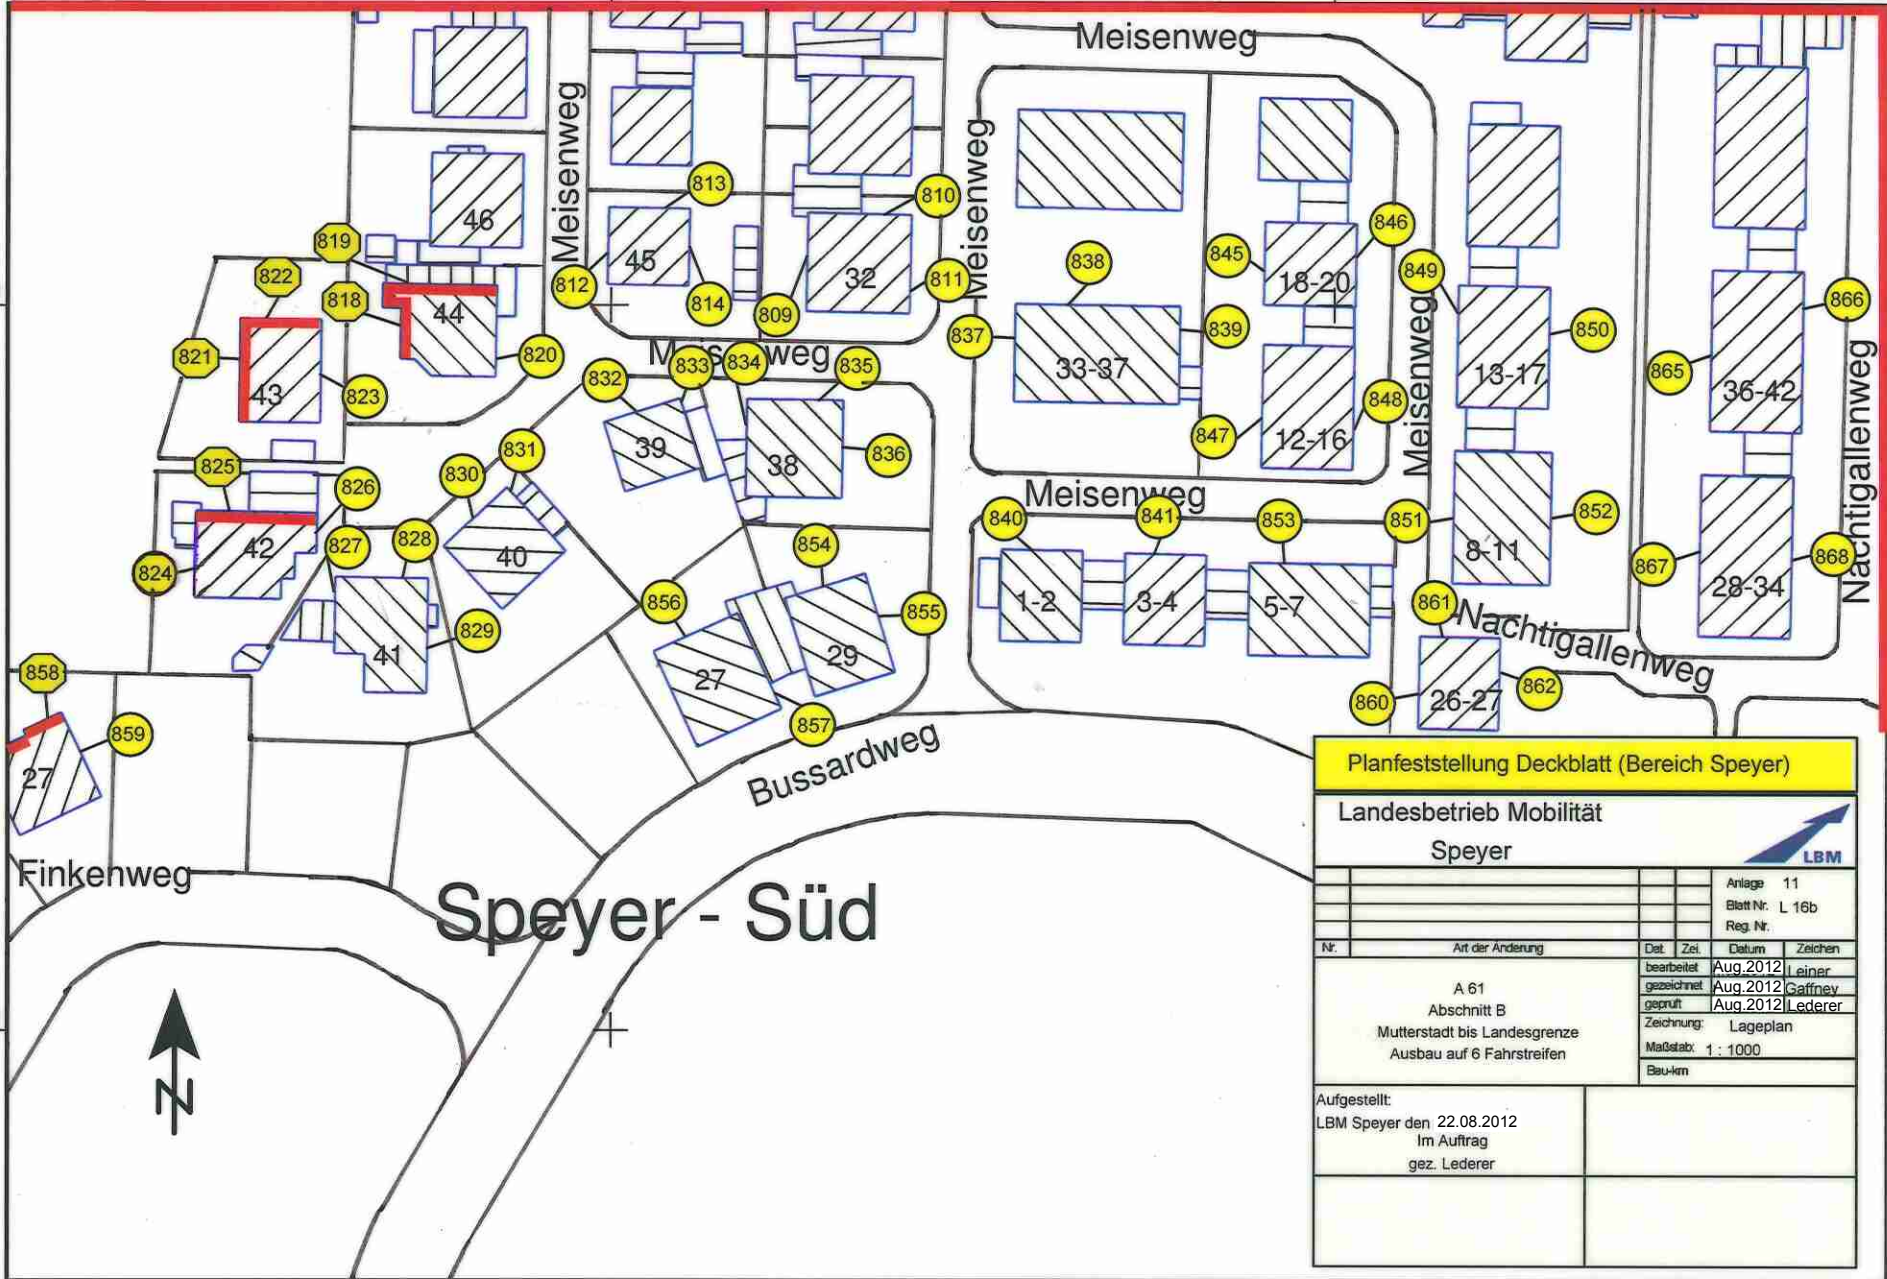 Meisenweg
Meisenweg
Meisenweg
Meisenweg
Meisenweg
Meisenweg
Nachtigallenweg
Nachtigallenweg
Bussardweg
Finkenweg
Speyer - Süd
N
46
813
810
846
819
45
32
845
849
838
822
812
811
18-20
866
818
44
814
809
850
821
820
837
839
33-37
43
823
832
833
834
835
865
13-17
36-42
848
847
12-16
39
38
836
831
825
826
830
840
841
853
851
852
42
827
828
40
854
8-11
867
868
824
856
855
1-2
3-4
5-7
861
28-34
829
41
29
27
858
860
26-27
862
859
857
27
Planfeststellung Deckblatt (Bereich Speyer)
Landesbetrieb Mobilität
Speyer
LBM
Anlage 11
Blatt Nr. L 16b
Reg. Nr.
Nr. Art der Änderung Dat. Zei. Datum Zeichen
bearbeitet Aug.2012 Leiner
gezeichnet Aug.2012 Gaffney
geprüft Aug.2012 Lederer
A 61
Abschnitt B
Mutterstadt bis Landesgrenze
Ausbau auf 6 Fahrstreifen
Zeichnung: Lageplan
Maßstab: 1 : 1000
Bau-km
Aufgestellt:
LBM Speyer den 22.08.2012
Im Auftrag
gez. Lederer